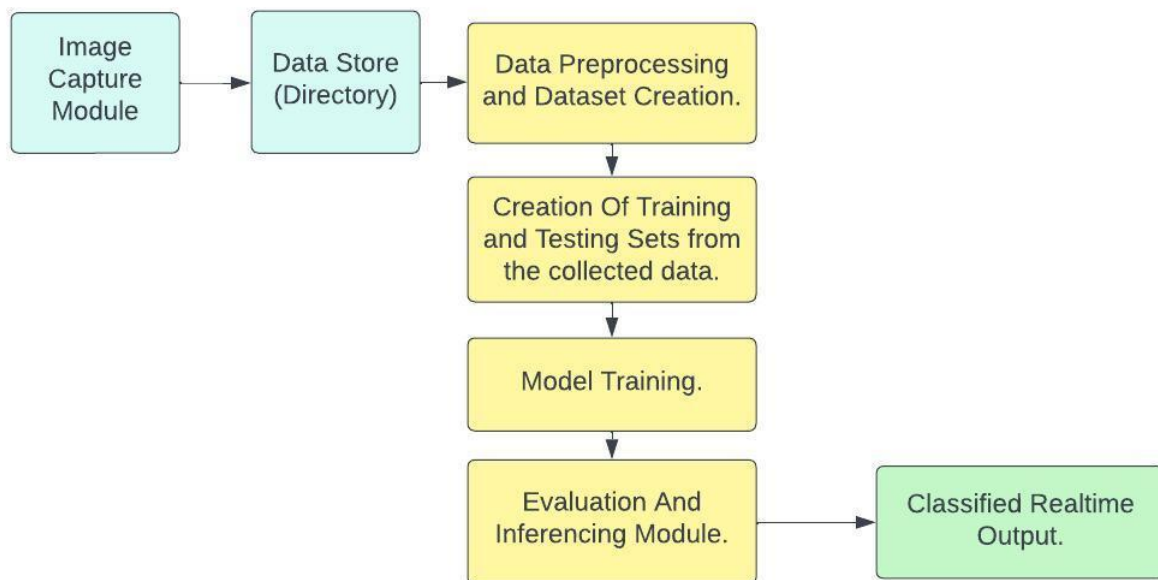 Image
Capture
Module
Data Store
(Directory)
Data Preprocessing
and Dataset Creation.
Creation Of Training
and Testing Sets from
the collected data.
Model Training.
Evaluation And
Inferencing Module.
Classified Realtime
Output.